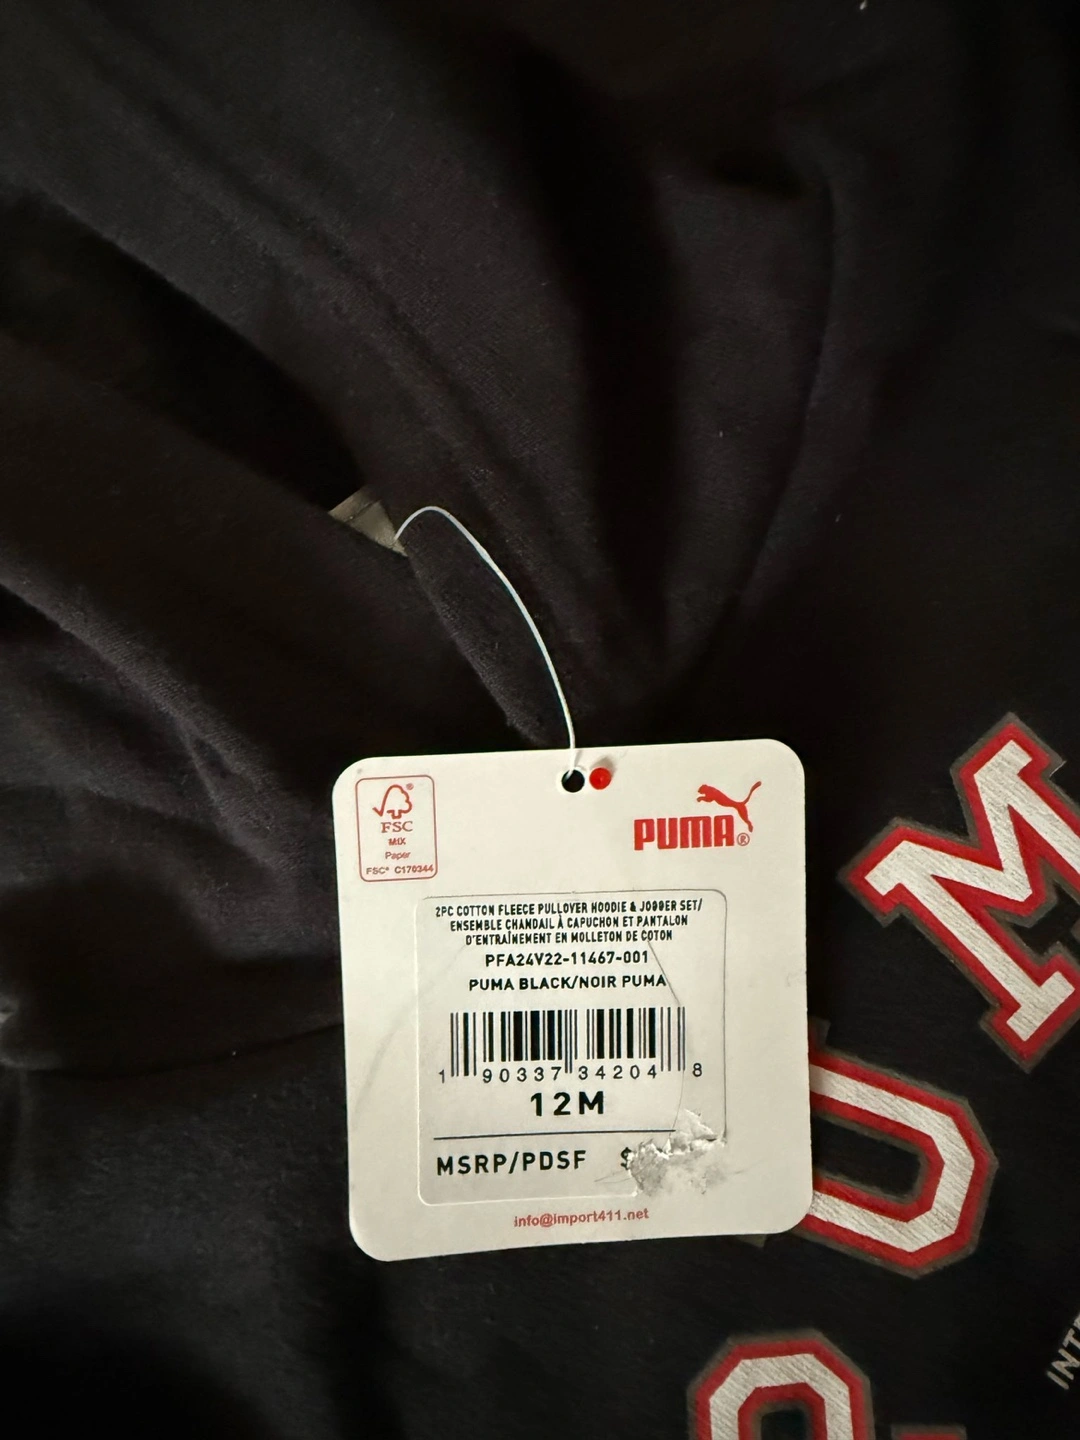 FSC
MIX
Paper
FSC® C170344
PUMA®
2PC COTTON FLEECE PULLOVER HOODIE & JOGGER SET/
ENSEMBLE CHANDAIL À CAPUCHON ET PANTALON
D'ENTRAÎNEMENT EN MOLLETON DE COTON
PFA24V22-11467-001
PUMA BLACK/NOIR PUMA
1 90337 34204 8
12M
MSRP/PDSF $
info@import411.net
M
U